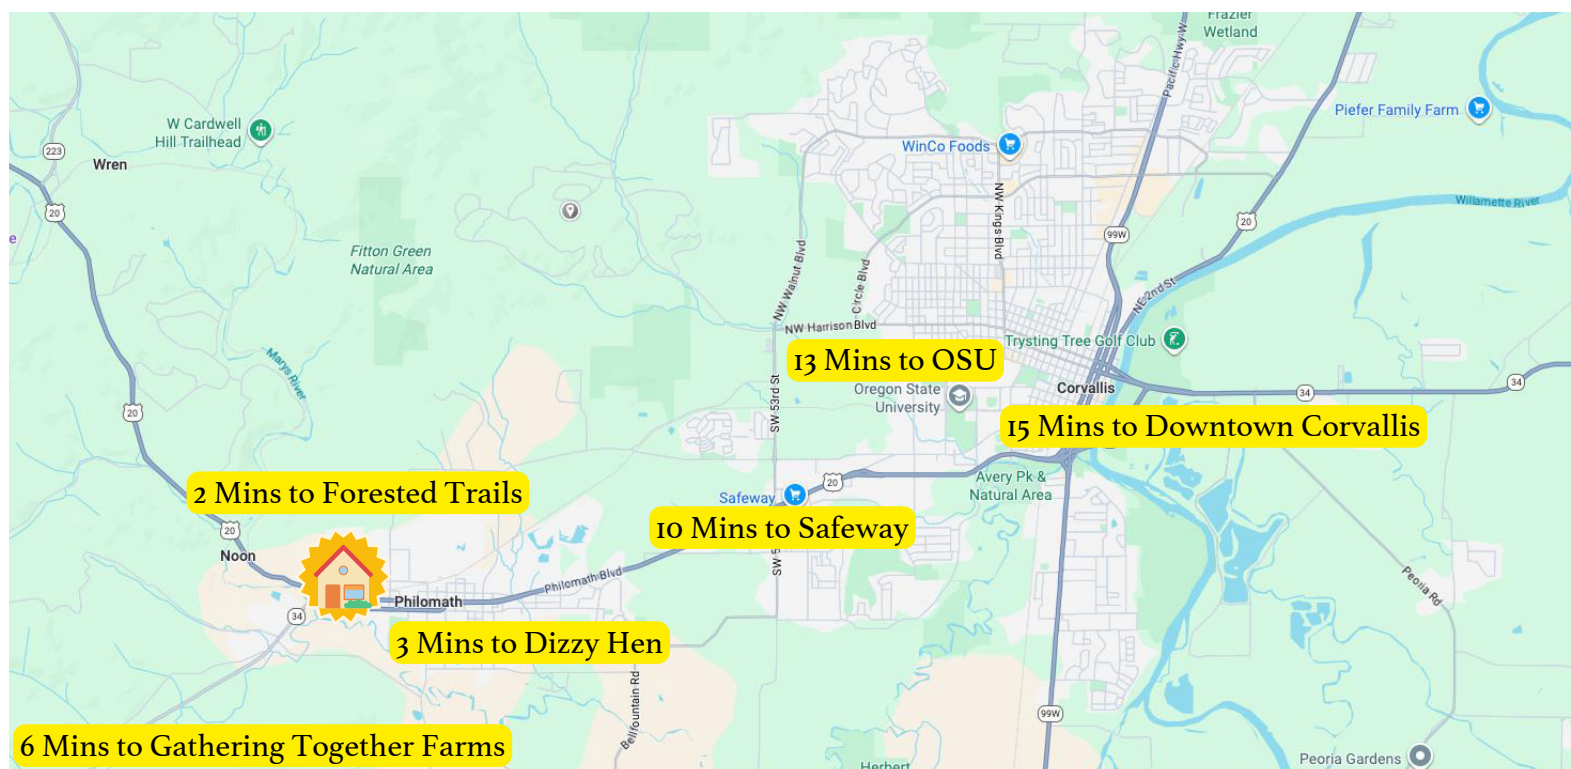 Frazier
Wetland
Pacific Hwy W
Piefer Family Farm
W Cardwell
Hill Trailhead
WinCo Foods
223
Wren
NW Kings Blvd
Willamette River
20
20
99W
e
Fitton Green
Natural Area
NW Walnut Blvd
Circle Blvd
NE 2nd St
NW Harrison Blvd
Trysting Tree Golf Club
Marys River
13 Mins to OSU
Oregon State
University
Corvallis
34
34
20
SW 53rd St
15 Mins to Downtown Corvallis
2 Mins to Forested Trails
Safeway
20
Avery Pk &
Natural Area
10 Mins to Safeway
20
Noon
SW 5
Philomath Blvd
Peoria Rd
Philomath
34
3 Mins to Dizzy Hen
Bellfountain Rd
99W
6 Mins to Gathering Together Farms
Peoria Gardens
Herbert